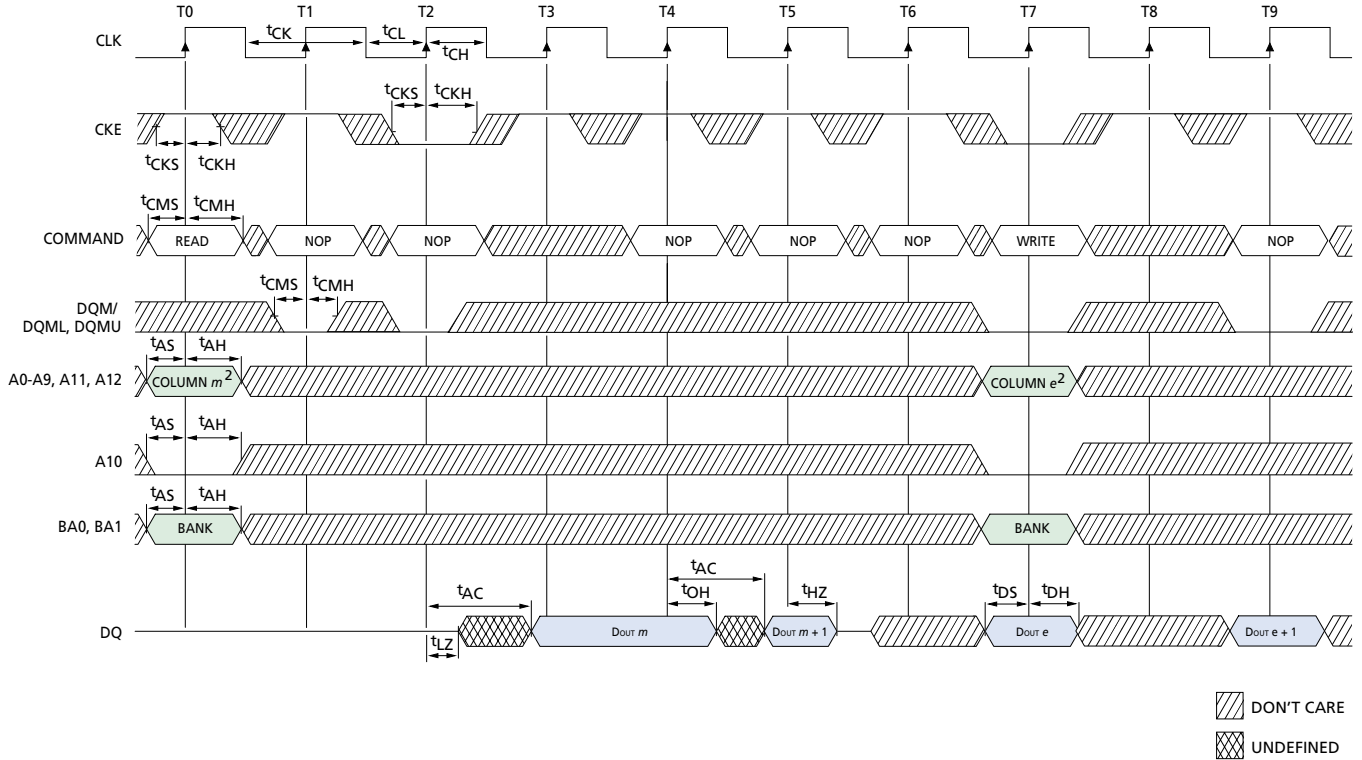 T0 T1 T2 T3 T4 T5 T6 T7 T8 T9
CLK tCK tCL tCH
tCKS tCKH
CKE
tCKS tCKH
tCMS tCMH
COMMAND READ NOP NOP NOP NOP NOP WRITE NOP
tCMS tCMH
DQM/
DQML, DQMU
tAS tAH
A0-A9, A11, A12 COLUMN m2 COLUMN e2
tAS tAH
A10
tAS tAH
BA0, BA1 BANK BANK
tAC tAC tOH tHZ tDS tDH
DQ DOUT m DOUT m + 1 DOUT e DOUT e + 1
tLZ
DON'T CARE
UNDEFINED